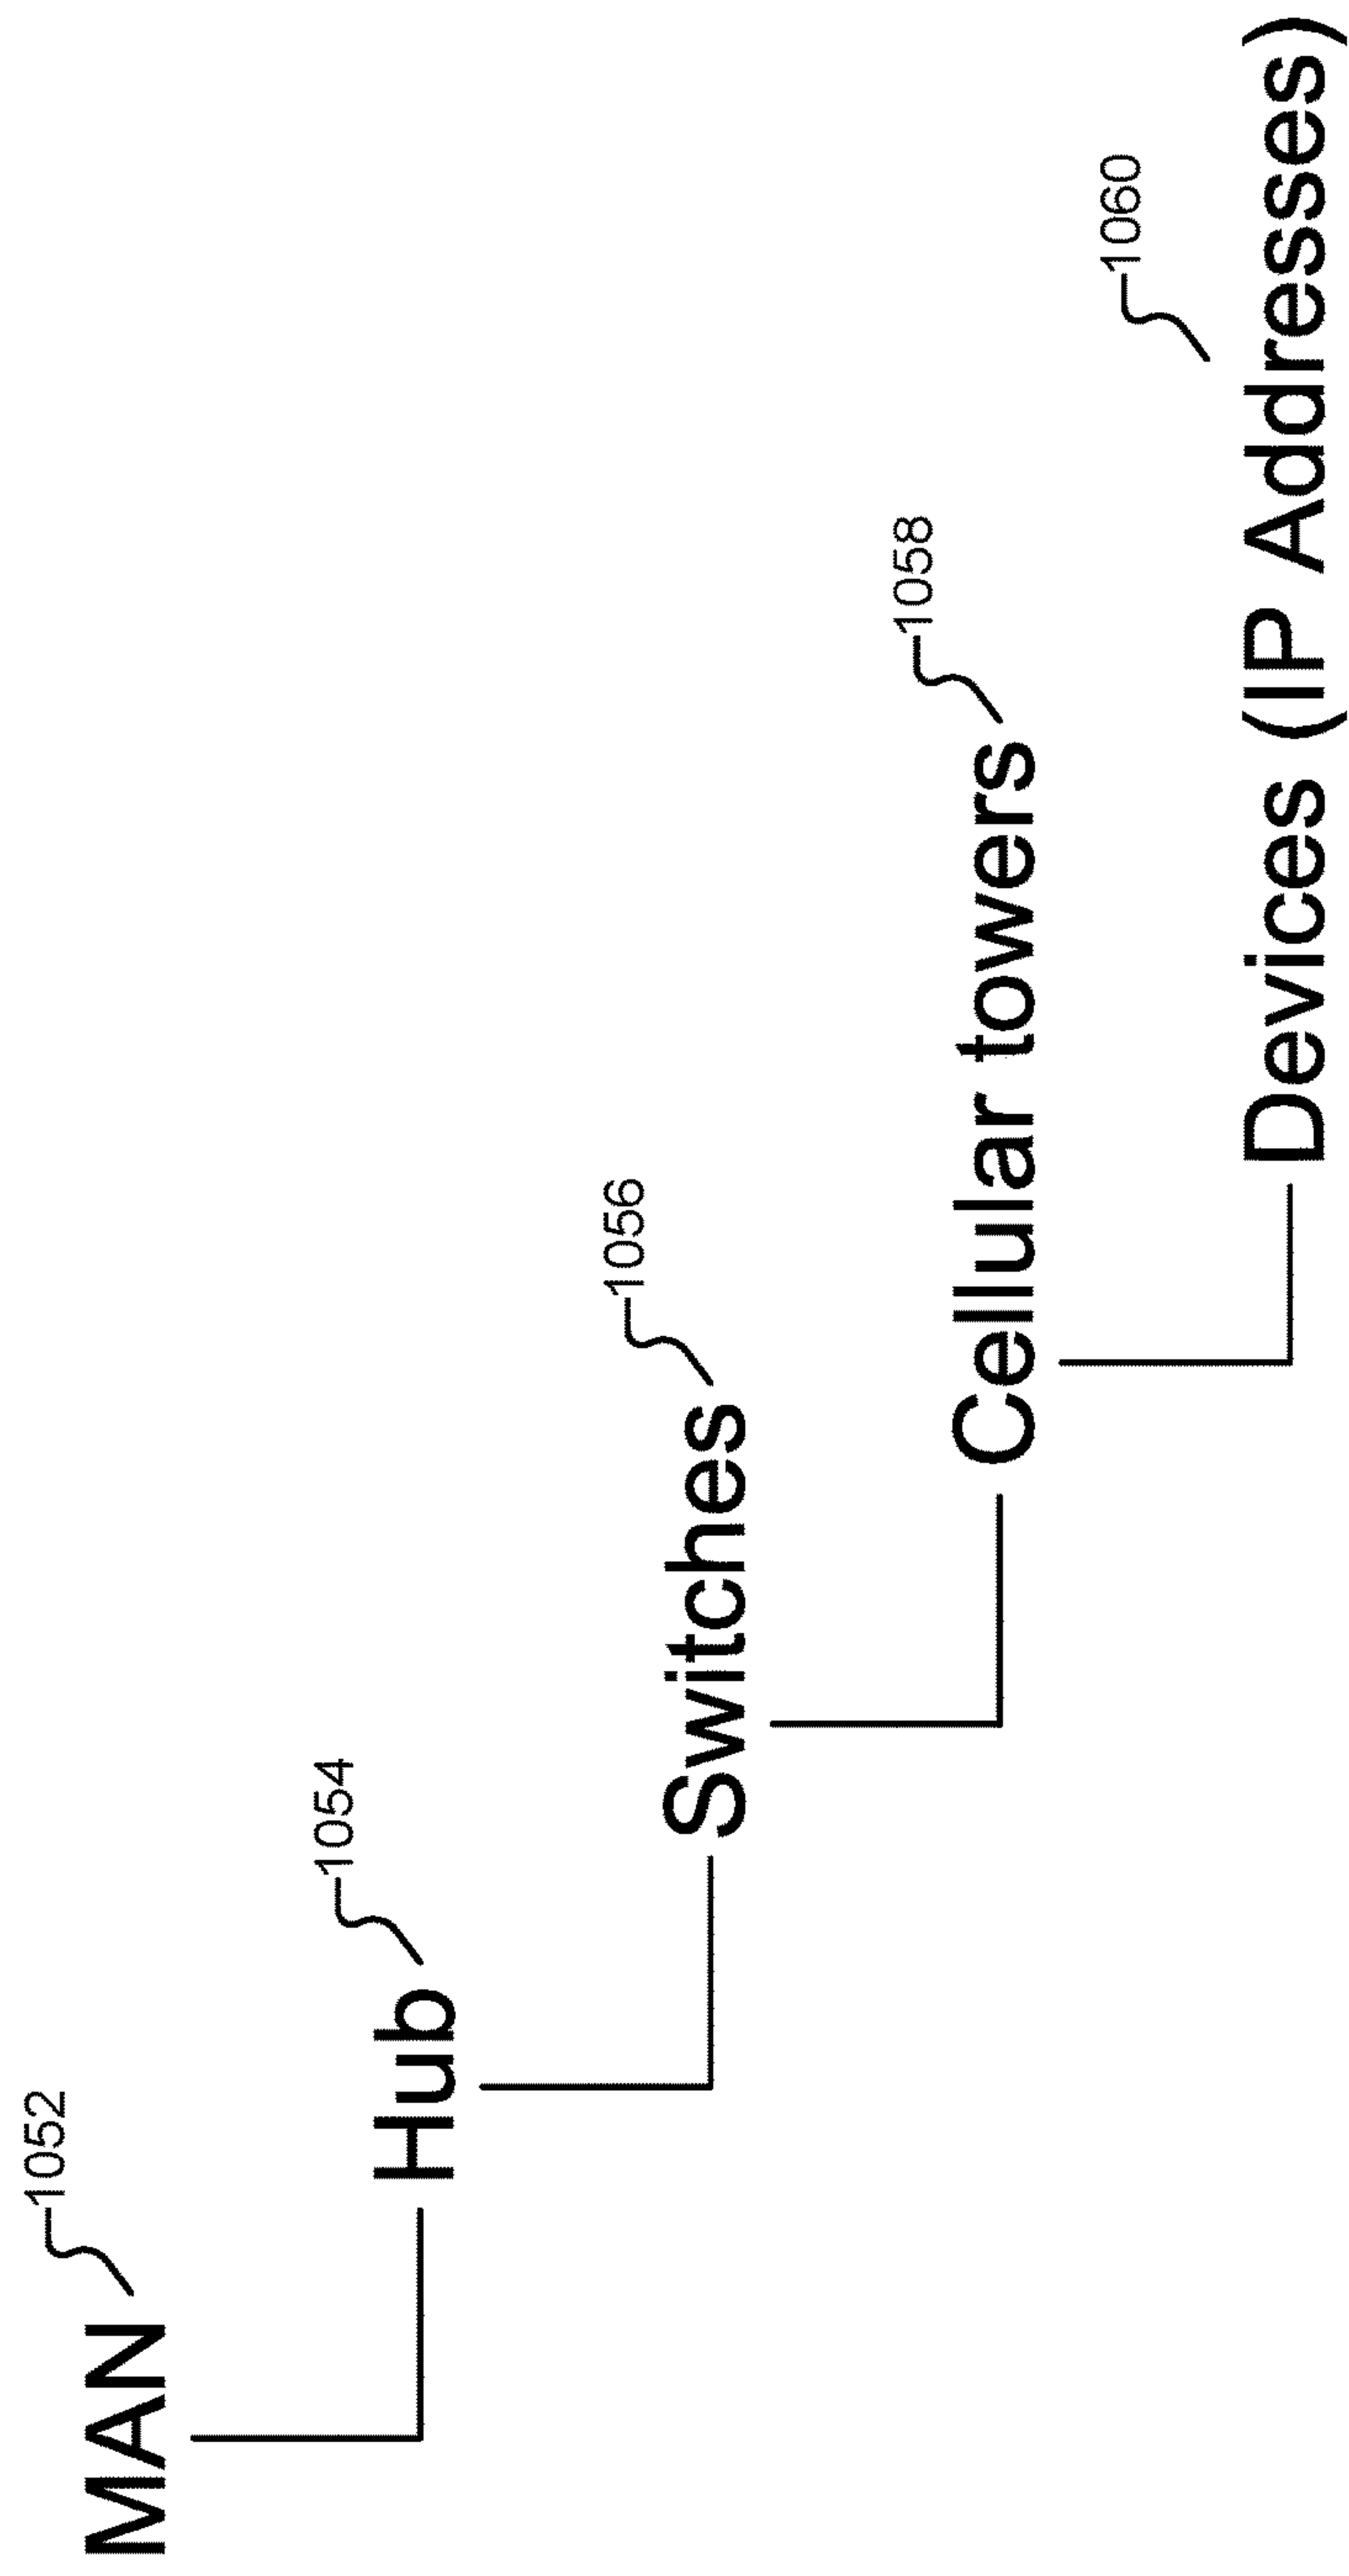 MAN
1052
Hub
1054
Switches
1056
Cellular towers
1058
Devices (IP Addresses)
1060